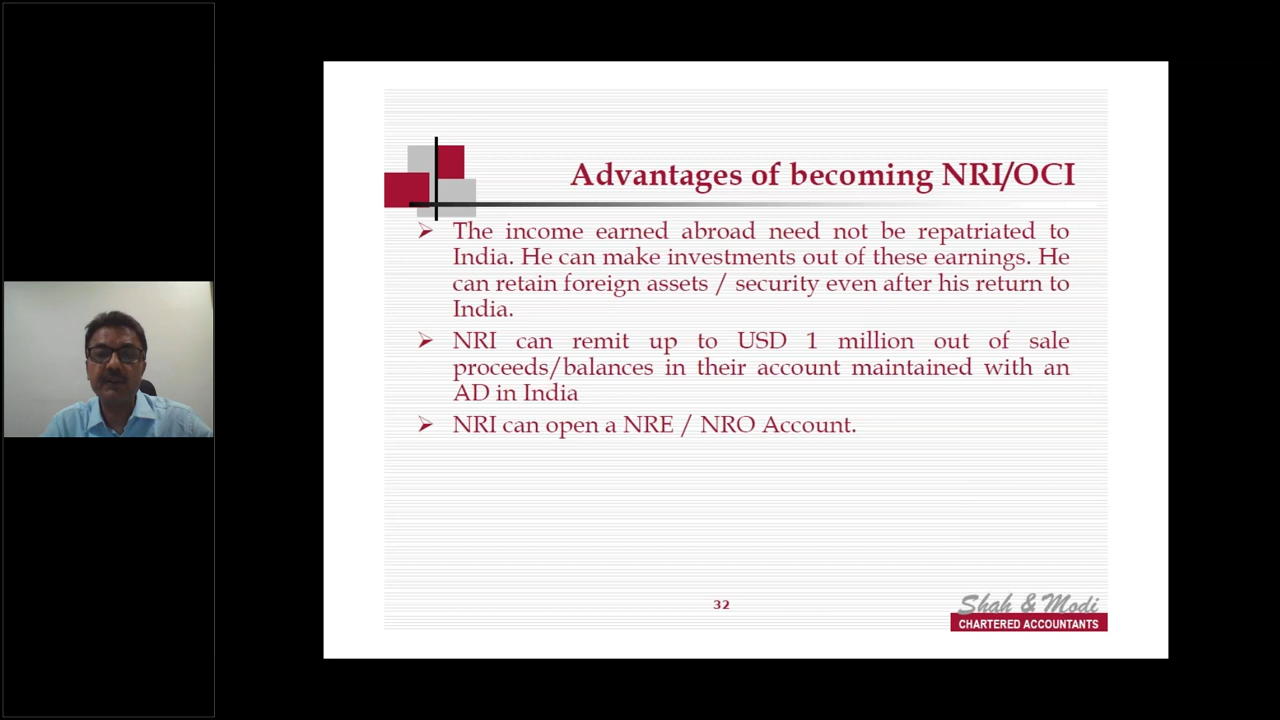 Advantages of becoming NRI/OCI
The income earned abroad need not be repatriated to
India. He can make investments out of these earnings. He
can retain foreign assets / security even after his return to
India.
NRI can remit up to USD 1 million out of sale
proceeds/balances in their account maintained with an
AD in India
NRI can open a NRE / NRO Account.
32
Shah & Modi
CHARTERED ACCOUNTANTS